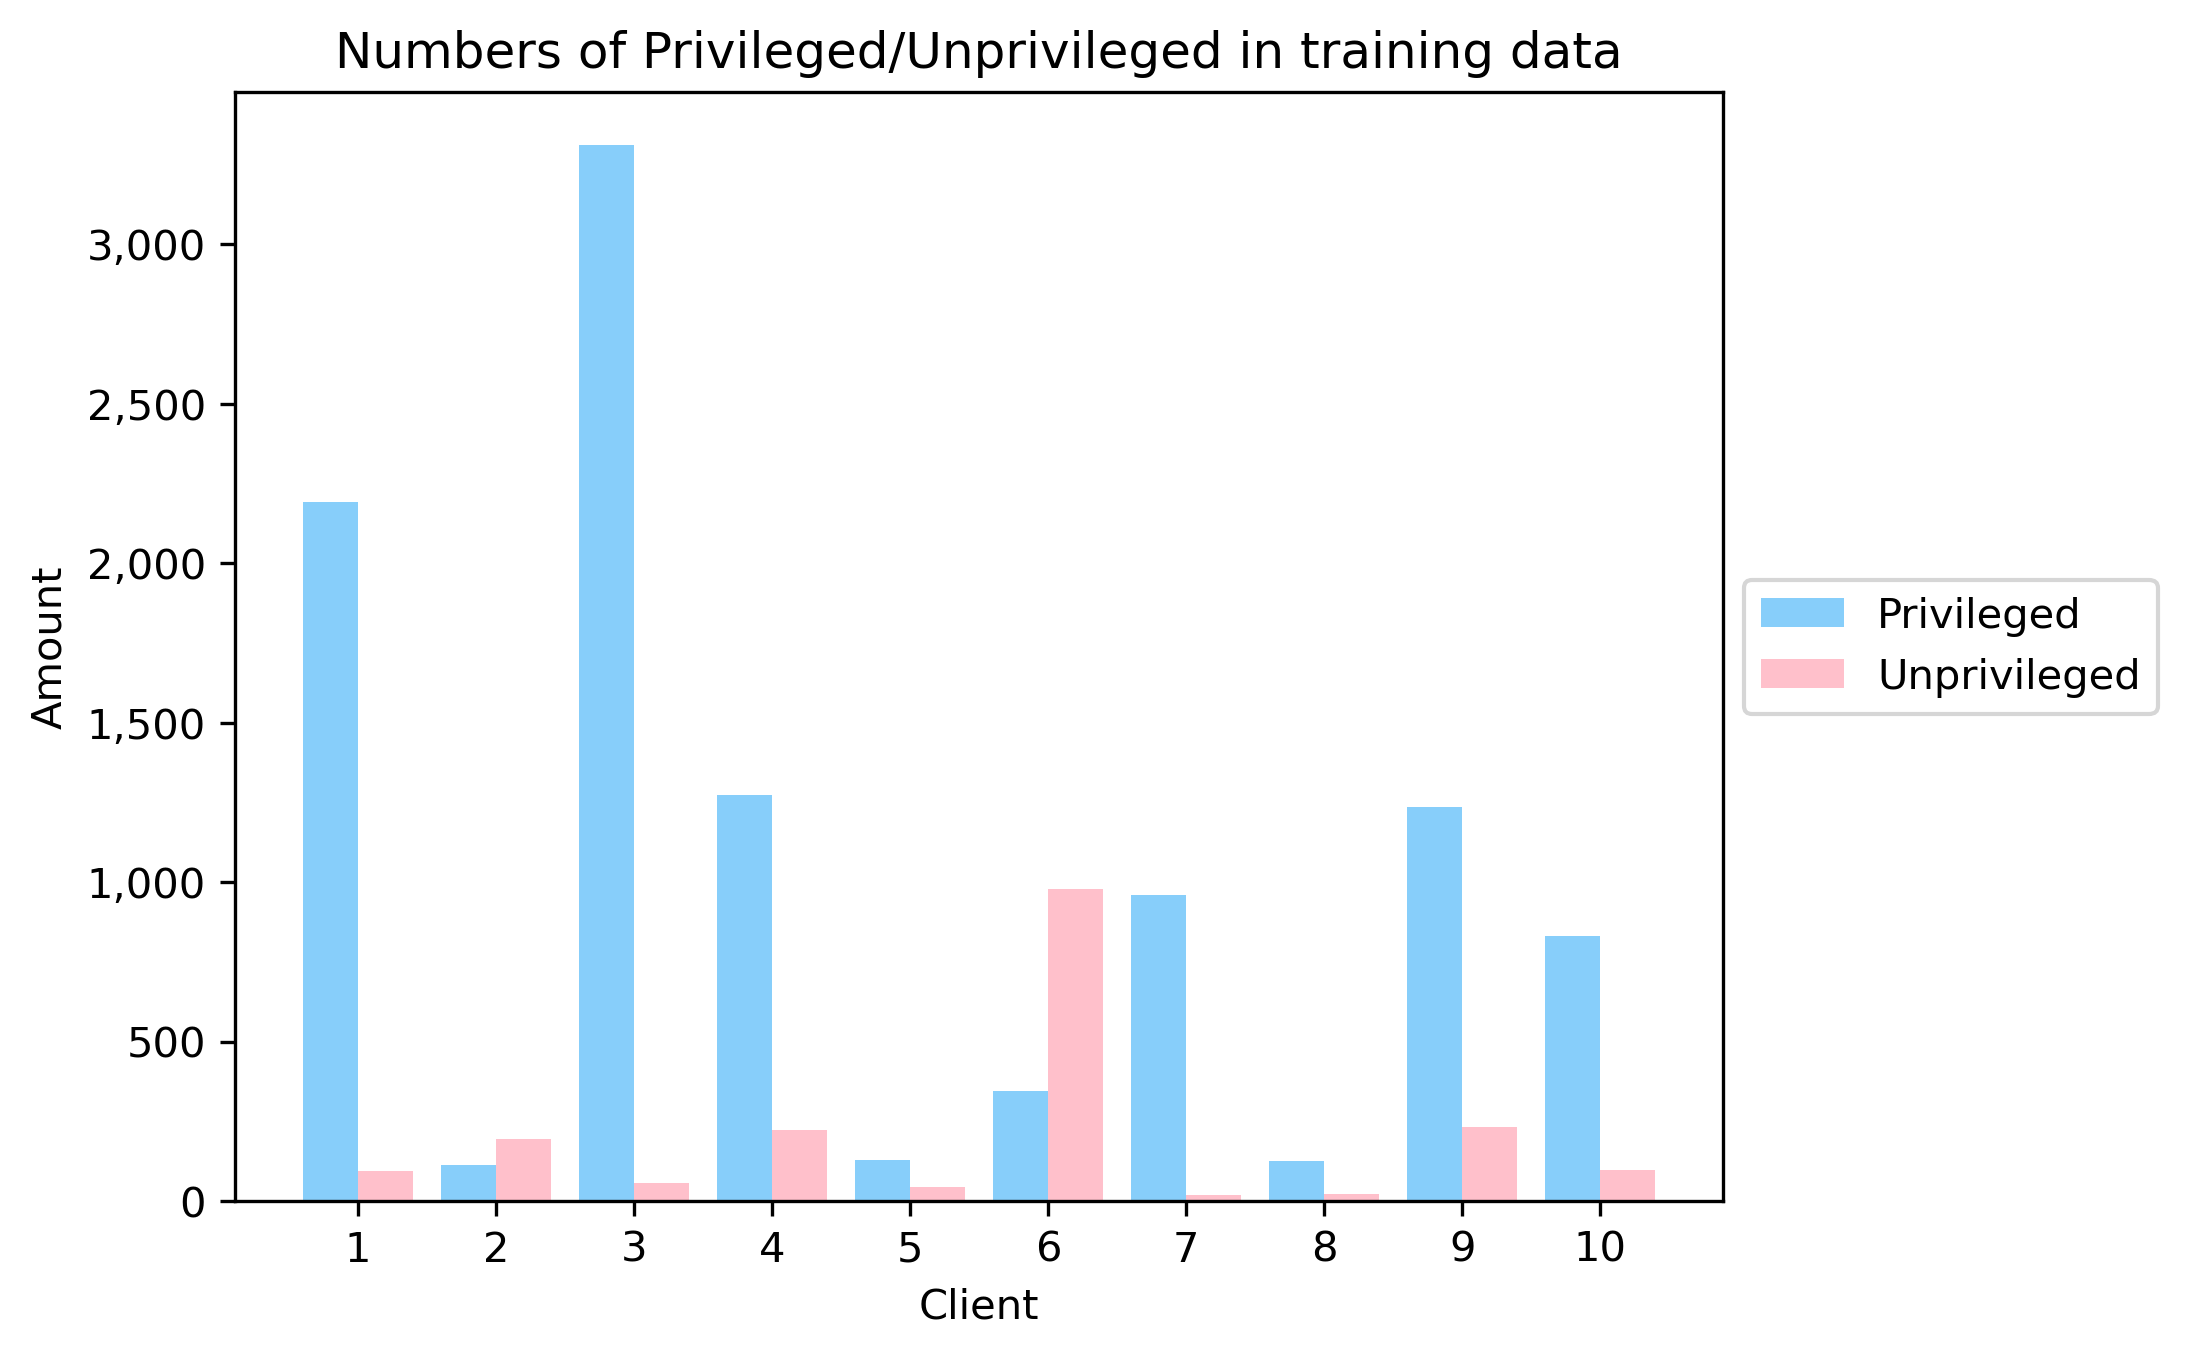 Numbers of Privileged/Unprivileged in training data
3,000
2,500
2,000
1,500
1,000
500
0
Amount
1 2 3 4 5 6 7 8 9 10
Client
Privileged
Unprivileged